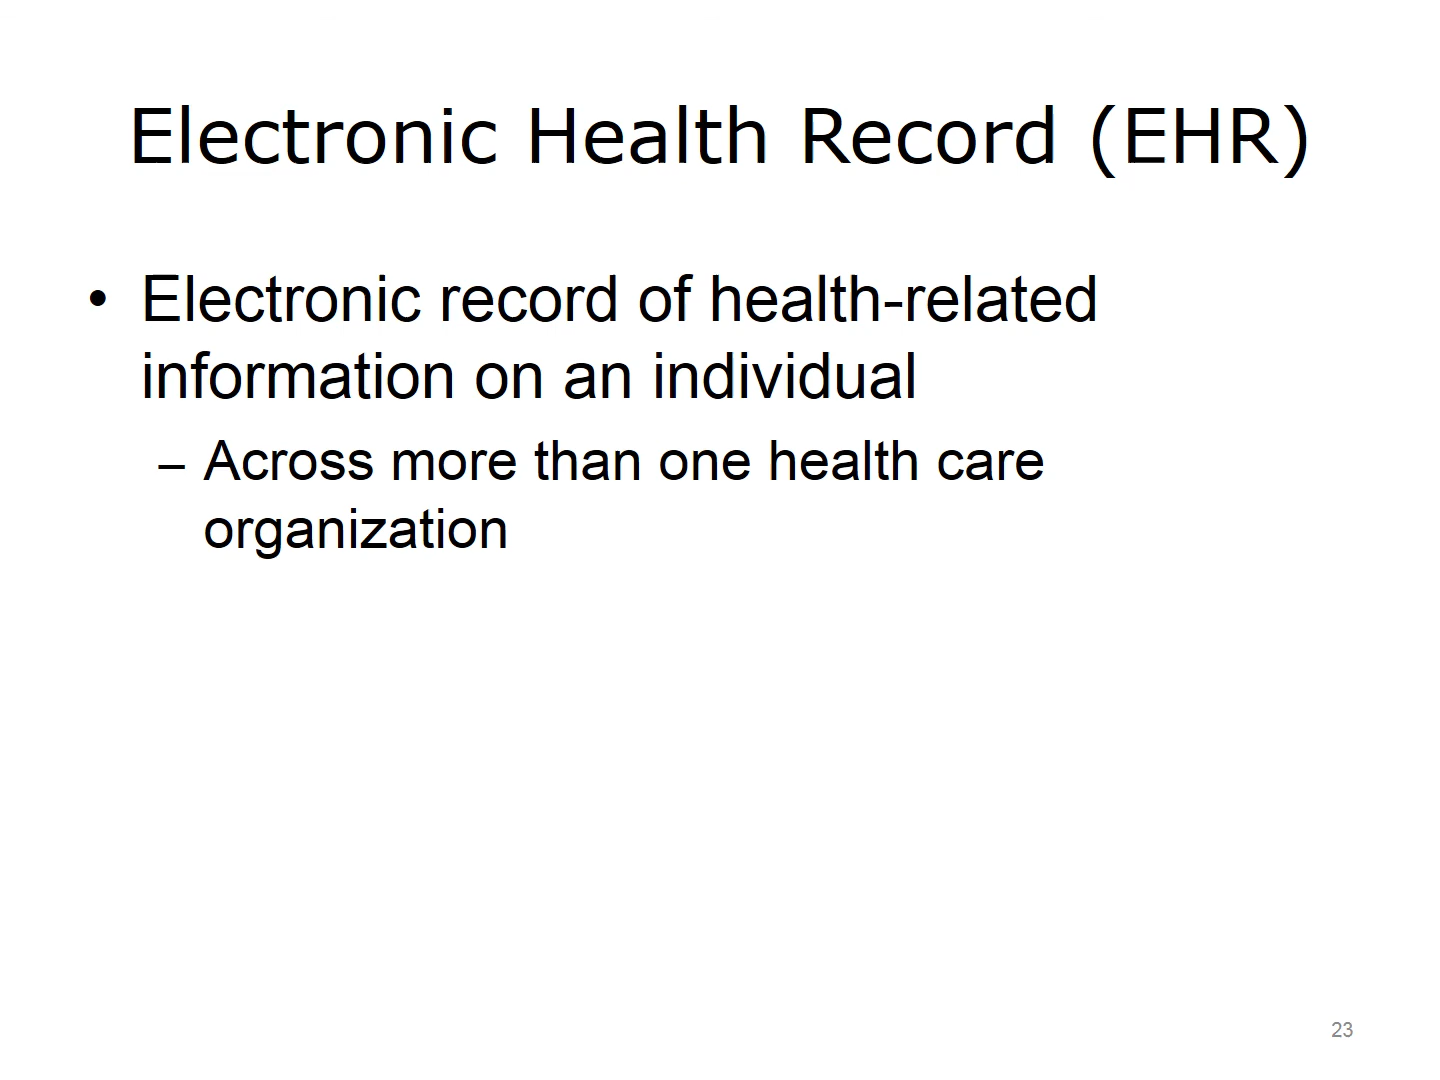 Electronic Health Record (EHR)
• Electronic record of health-related
information on an individual
– Across more than one health care
organization
23